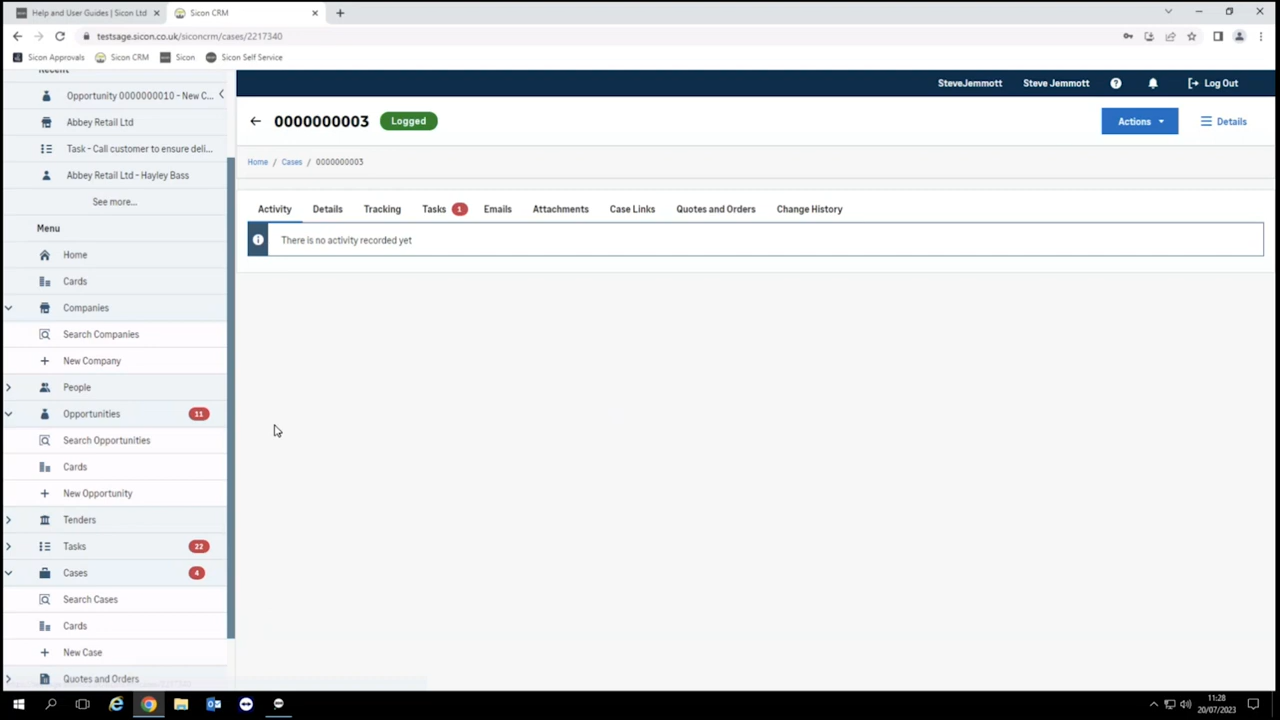 Help and User Guides | Sicon Ltd
Sicon CRM
testsage.sicon.co.uk/siconcrm/cases/2217340
Sicon Approvals
Sicon CRM
Sicon
Sicon Self Service
Recent
Opportunity 0000000010 - New C...
Abbey Retail Ltd
Task - Call customer to ensure deli...
Abbey Retail Ltd - Hayley Bass
See more...
Menu
Home
Cards
Companies
Search Companies
New Company
People
Opportunities 11
Search Opportunities
Cards
New Opportunity
Tenders
Tasks 22
Cases 4
Search Cases
Cards
New Case
Quotes and Orders
SteveJemmott
Steve Jemmott
Log Out
0000000003 Logged
Actions
Details
Home / Cases / 0000000003
Activity Details Tracking Tasks 1 Emails Attachments Case Links Quotes and Orders Change History
There is no activity recorded yet
11:28
20/07/2023